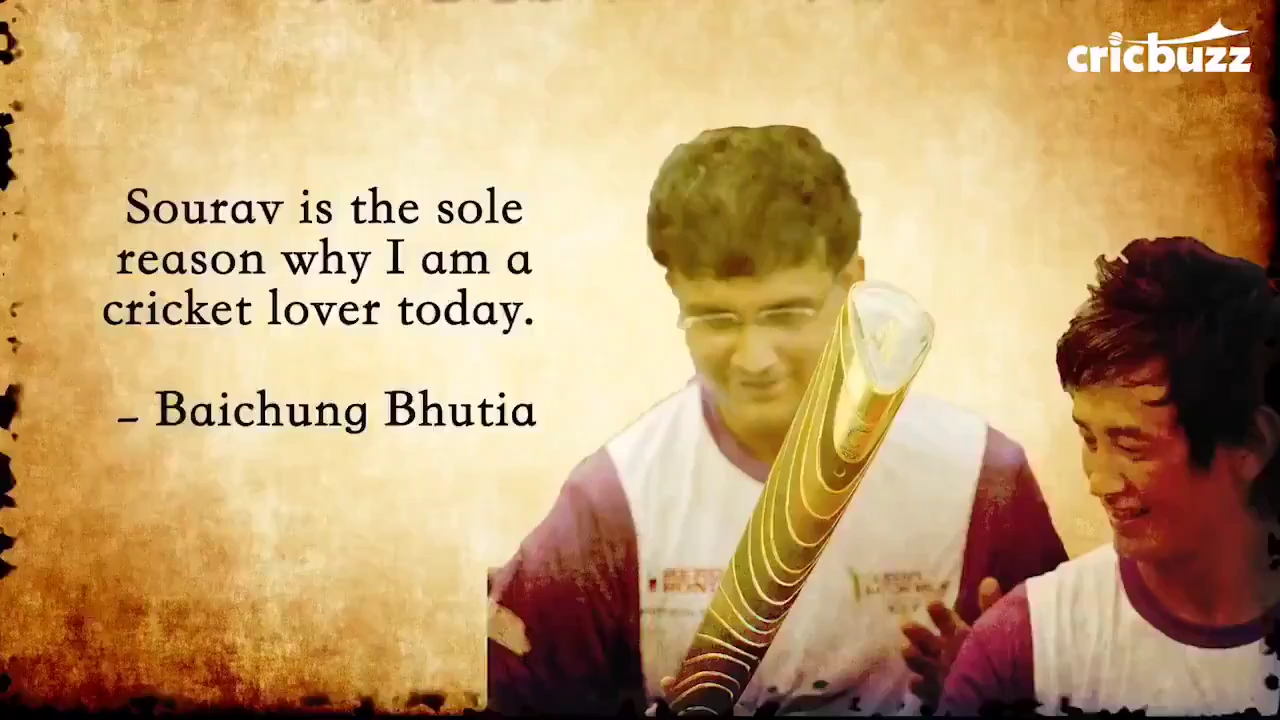 cricbuzz
Sourav is the sole
reason why I am a
cricket lover today.
– Baichung Bhutia